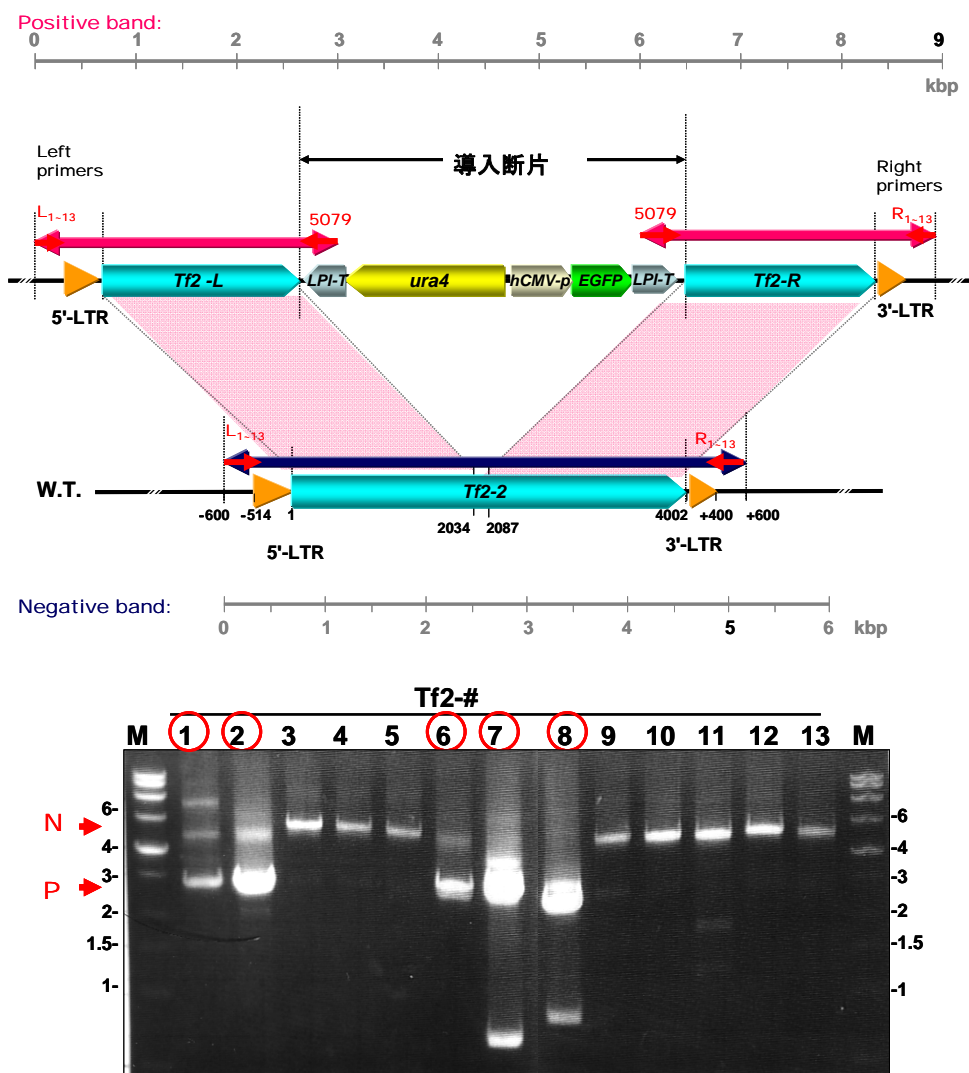 Positive band:
0 1 2 3 4 5 6 7 8 9
kbp
Left primers
導入断片
Right primers
L1~13
5079
5079
R1~13
Tf2 -L
LPI-T
ura4
hCMV-p
EGFP
LPI-T
Tf2-R
5'-LTR
3'-LTR
L1~13
R1~13
W.T.
Tf2-2
-600 -514 1 2034 2087 4002 +400 +600
5'-LTR
3'-LTR
Negative band:
0 1 2 3 4 5 6 kbp
Tf2-#
M 1 2 3 4 5 6 7 8 9 10 11 12 13 M
N
P
6-
4-
3-
2-
1.5-
1-
-6
-4
-3
-2
-1.5
-1